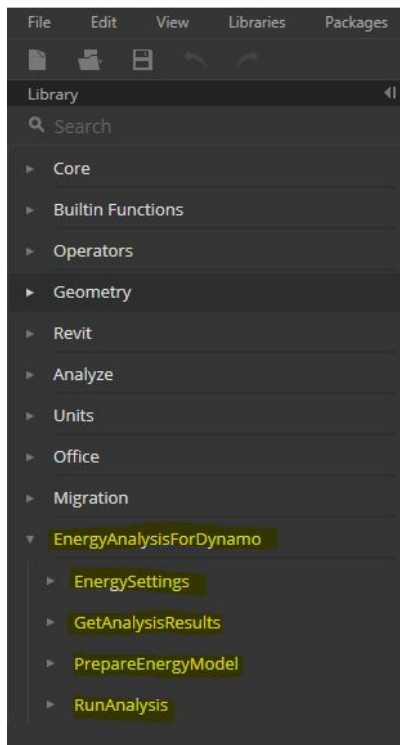 File Edit View Libraries Packages
Library
Search
Core
Builtin Functions
Operators
Geometry
Revit
Analyze
Units
Office
Migration
EnergyAnalysisForDynamo
EnergySettings
GetAnalysisResults
PrepareEnergyModel
RunAnalysis